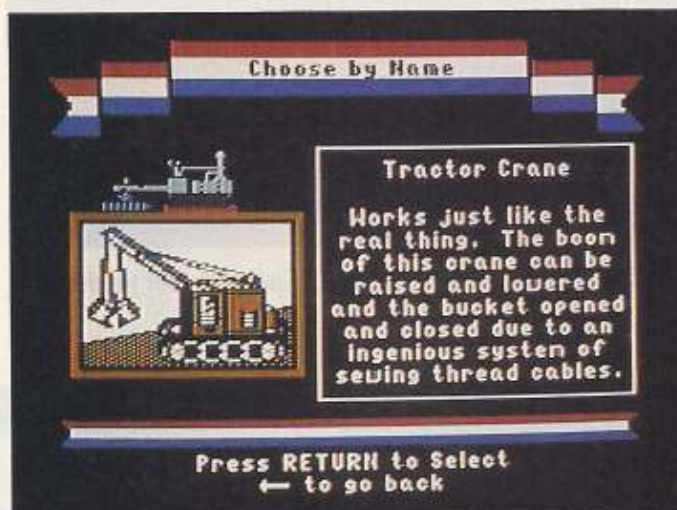 Choose by Name
Tractor Crane
Works just like the
real thing. The boom
of this crane can be
raised and lowered
and the bucket opened
and closed due to an
ingenious system of
sewing thread cables.
Press RETURN to Select
← to go back